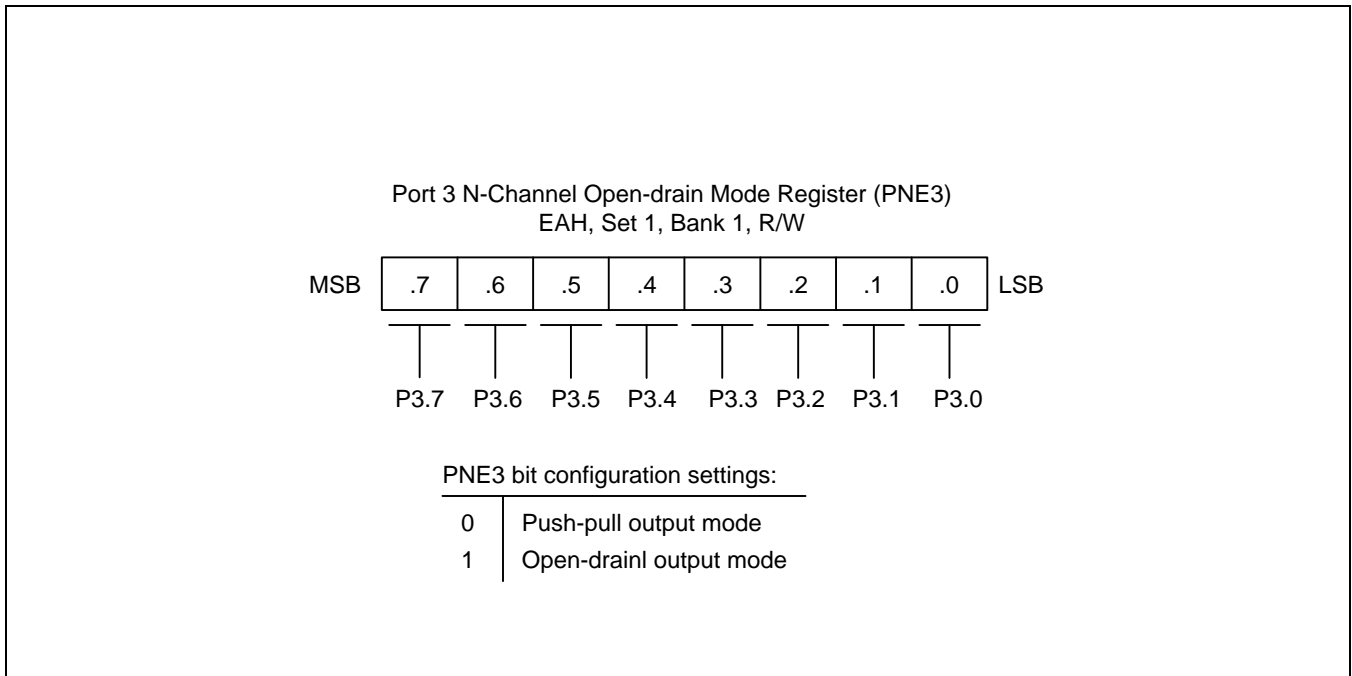 Port 3 N-Channel Open-drain Mode Register (PNE3)
EAH, Set 1, Bank 1, R/W
MSB .7 .6 .5 .4 .3 .2 .1 .0 LSB
P3.7 P3.6 P3.5 P3.4 P3.3 P3.2 P3.1 P3.0
PNE3 bit configuration settings:
0 Push-pull output mode
1 Open-drainl output mode